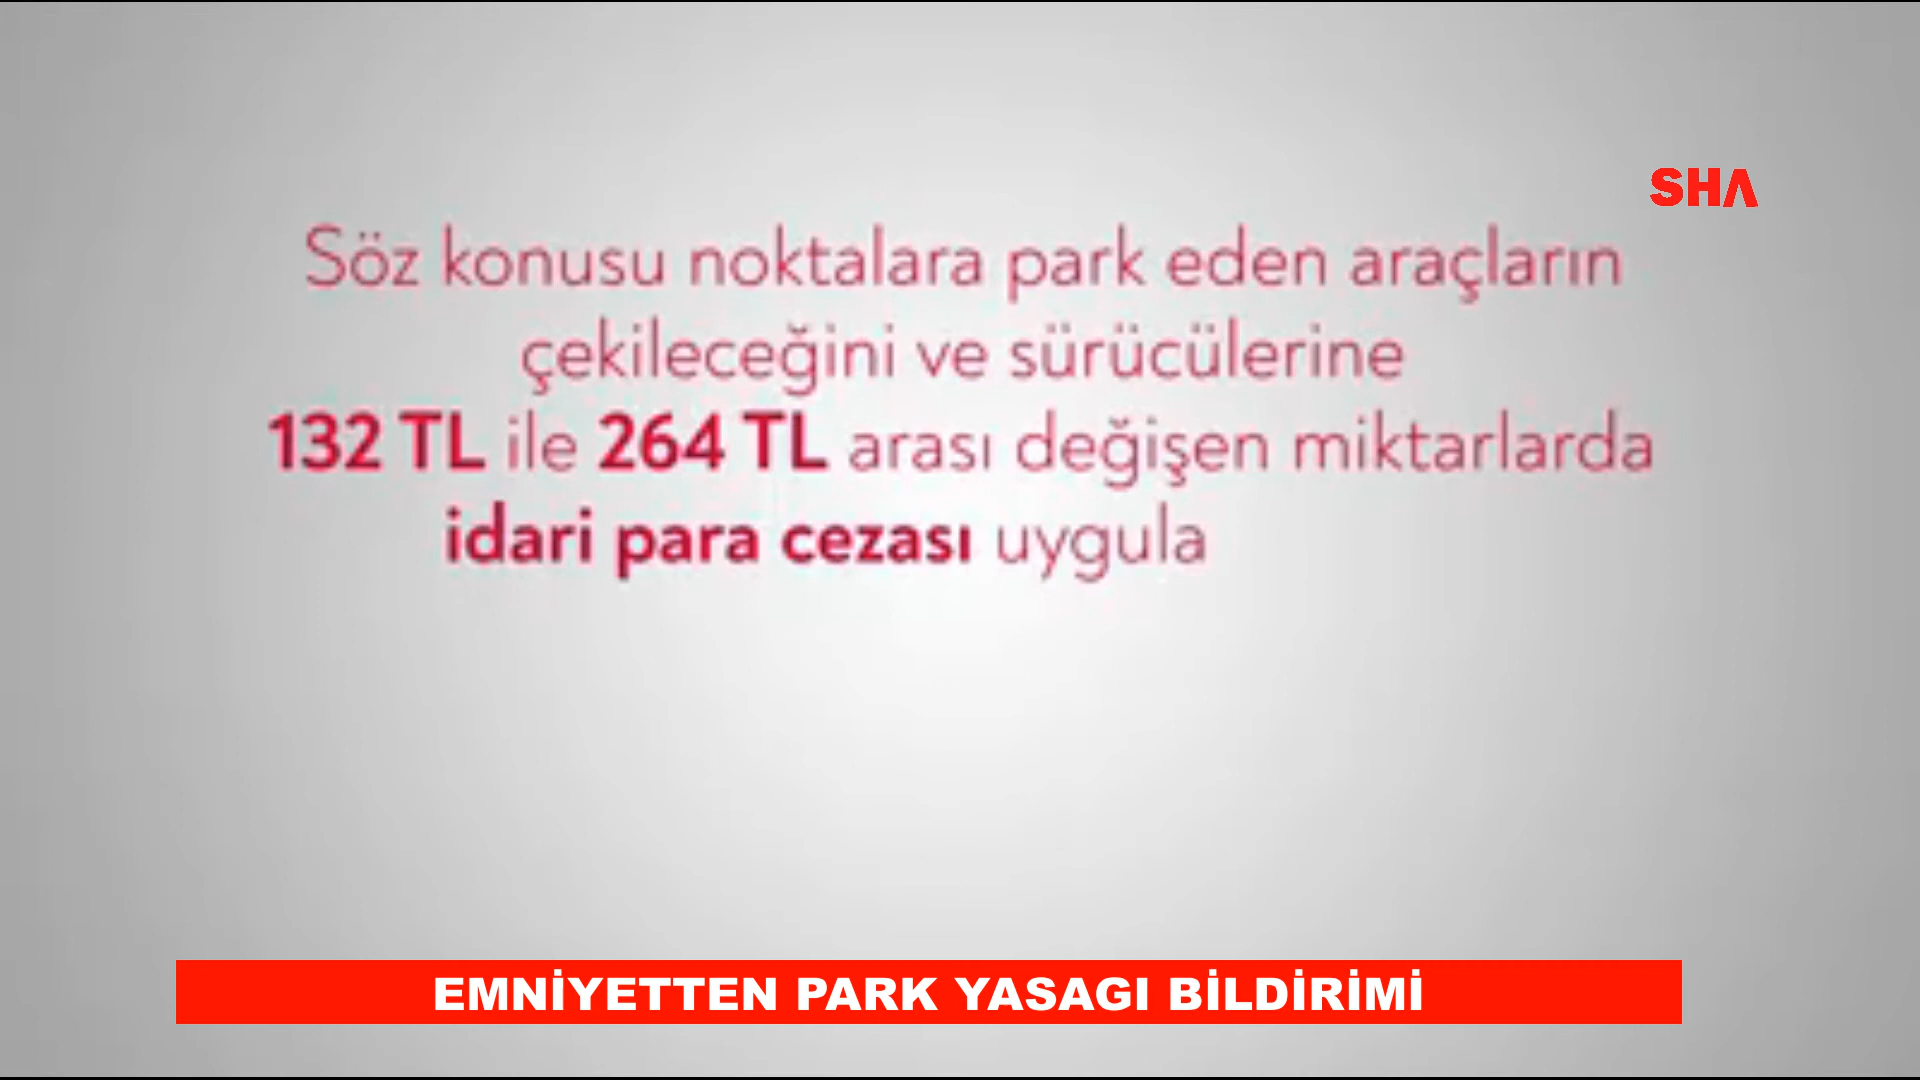 SHA
Söz konusu noktalara park eden araçların
çekileceğini ve sürücülerine
132 TL ile 264 TL arası değişen miktarlarda
idari para cezası uygula
EMNİYETTEN PARK YASAGI BİLDİRİMİ